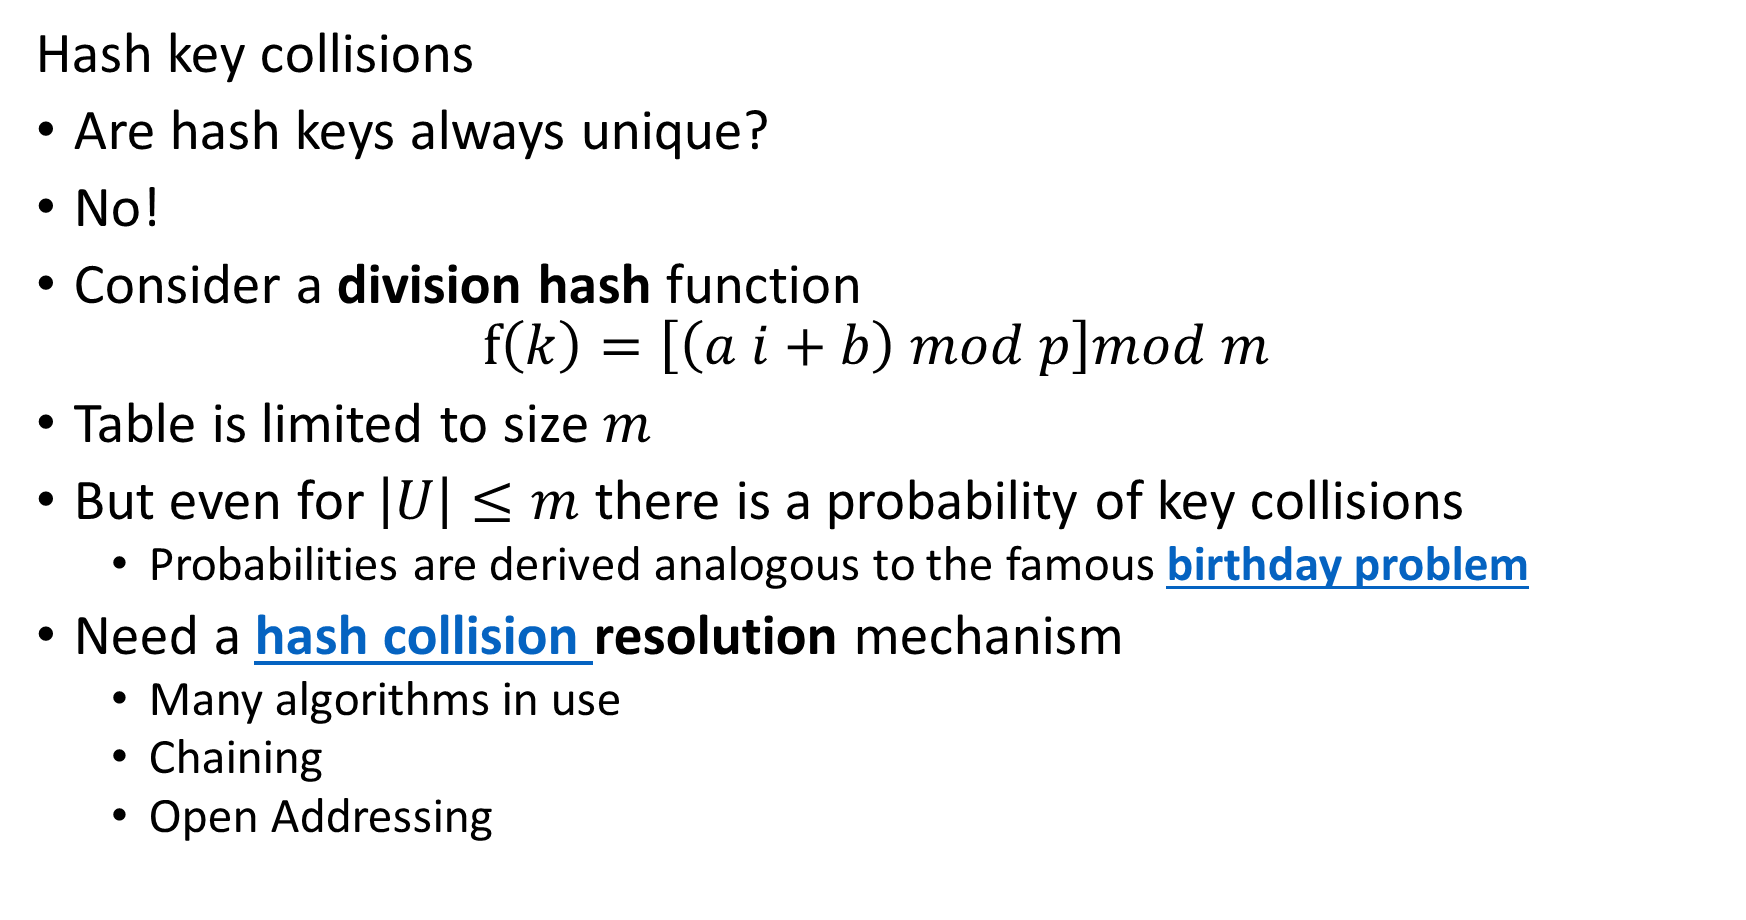 Hash key collisions
• Are hash keys always unique?
• No!
• Consider a division hash function
f(k) = [(a i + b) mod p]mod m
• Table is limited to size m
• But even for |U| ≤ m there is a probability of key collisions
• Probabilities are derived analogous to the famous birthday problem
• Need a hash collision resolution mechanism
• Many algorithms in use
• Chaining
• Open Addressing